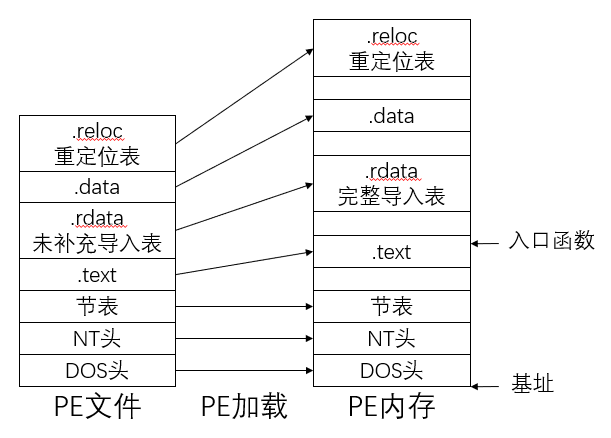 .reloc
重定位表
.data
.rdata
未补充导入表
.text
节表
NT头
DOS头
PE文件
PE加载
.reloc
重定位表
.data
.rdata
完整导入表
.text
节表
NT头
DOS头
PE内存
入口函数
基址